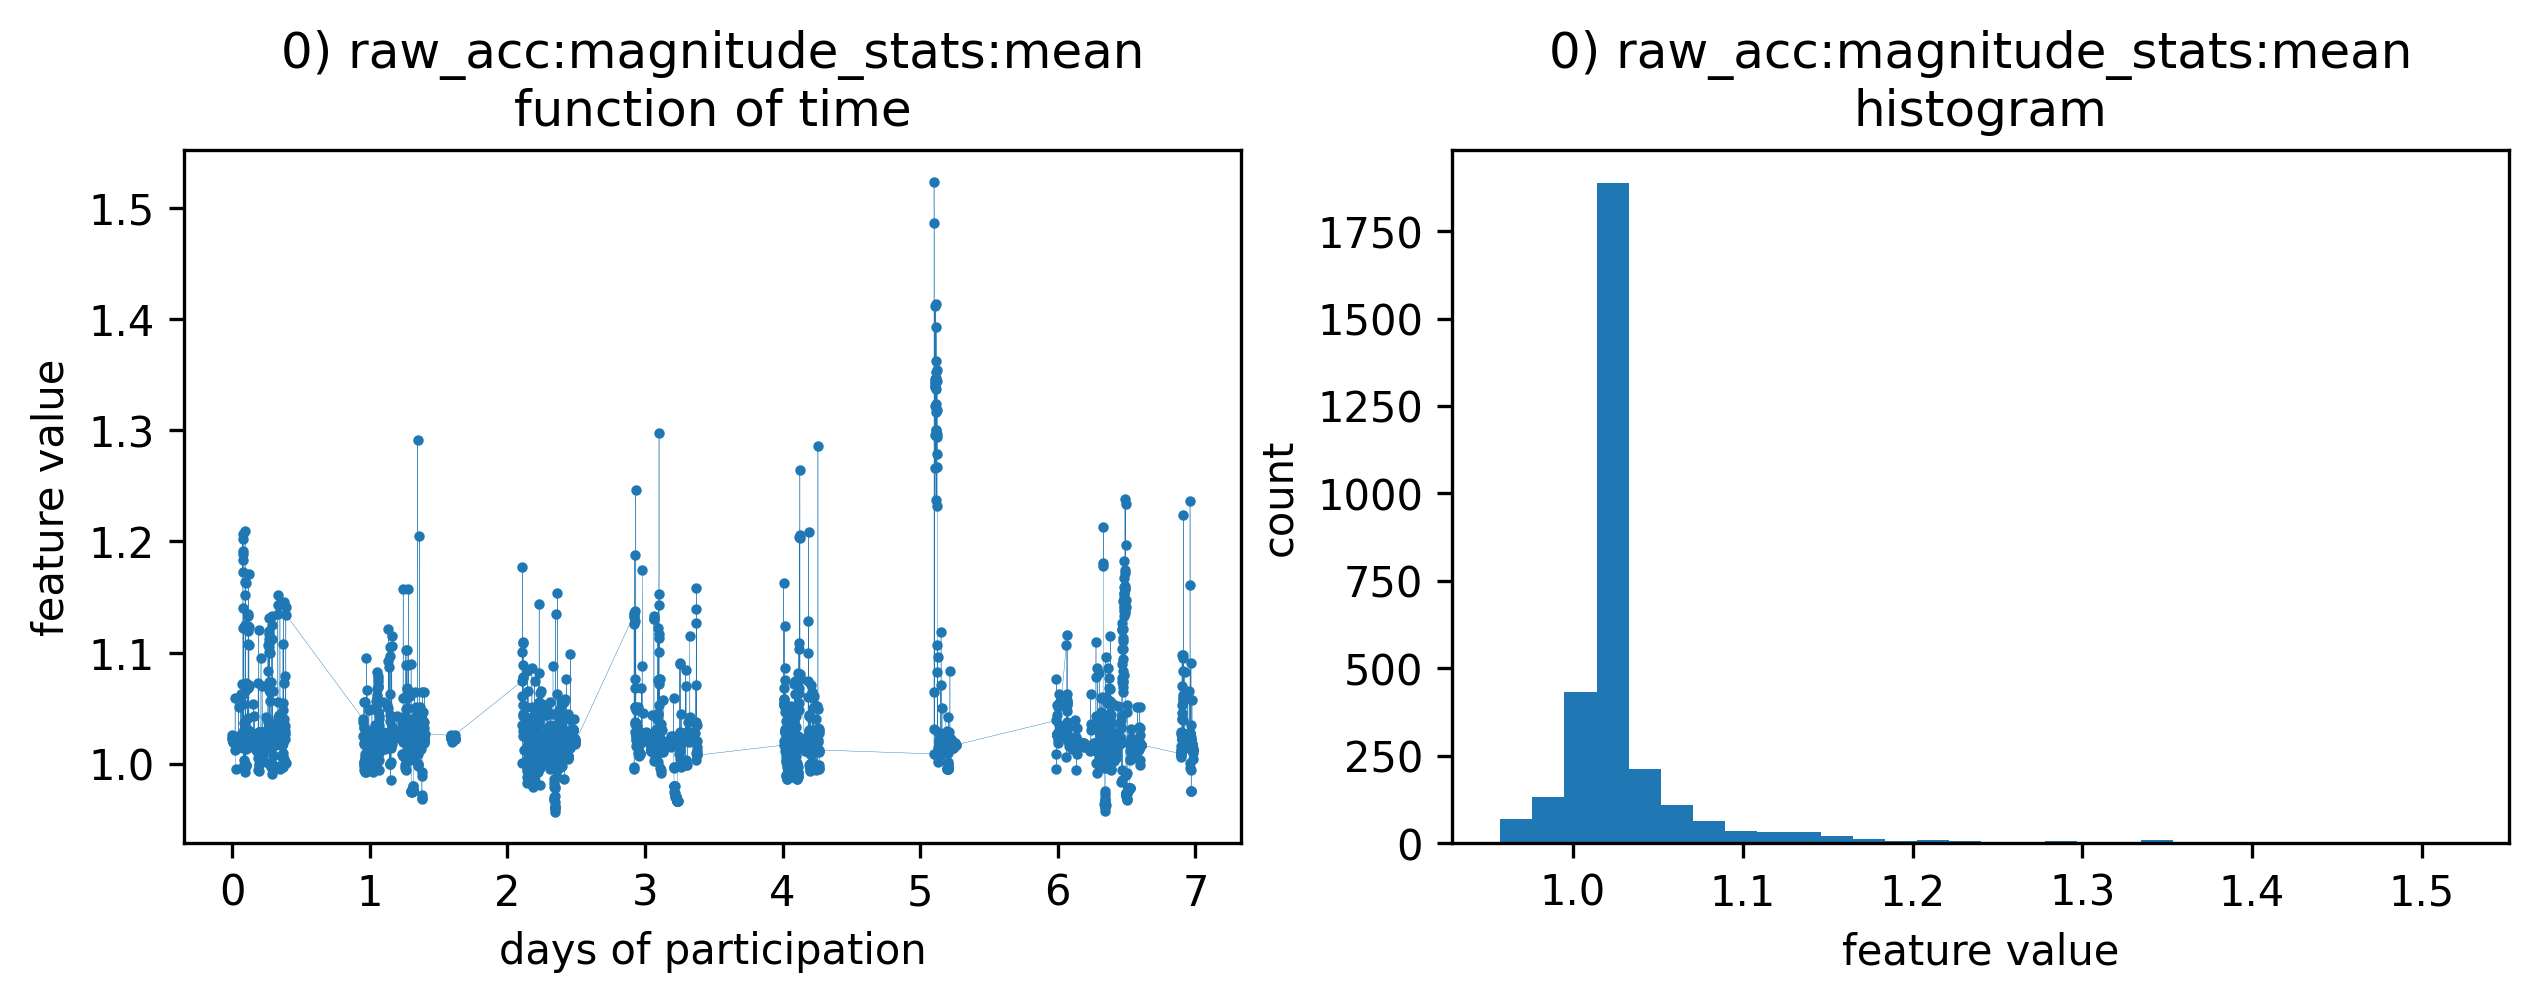 0) raw_acc:magnitude_stats:mean
function of time
feature value
1.5
1.4
1.3
1.2
1.1
1.0
0 1 2 3 4 5 6 7
days of participation
0) raw_acc:magnitude_stats:mean
histogram
count
1750
1500
1250
1000
750
500
250
0
1.0 1.1 1.2 1.3 1.4 1.5
feature value